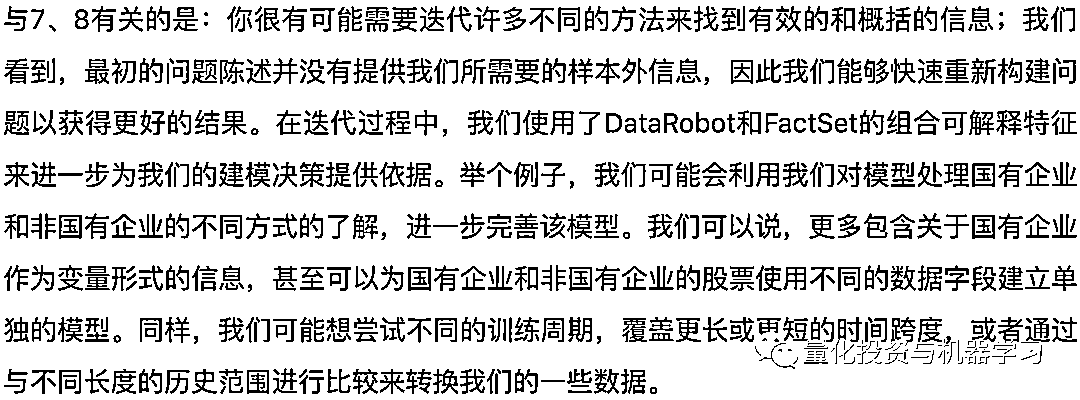 与7、8有关的是：你很有可能需要迭代许多不同的方法来找到有效的和概括的信息；我们
看到，最初的问题陈述并没有提供我们所需要的样本外信息，因此我们能够快速重新构建问
题以获得更好的结果。在迭代过程中，我们使用了DataRobot和FactSet的组合可解释特征
来进一步为我们的建模决策提供依据。举个例子，我们可能会利用我们对模型处理国有企业
和非国有企业的不同方式的了解，进一步完善该模型。我们可以说，更多包含关于国有企业
作为变量形式的信息，甚至可以为国有企业和非国有企业的股票使用不同的数据字段建立单
独的模型。同样，我们可能想尝试不同的训练周期，覆盖更长或更短的时间跨度，或者通过
量化投资与机器学习
与不同长度的历史范围进行比较来转换我们的一些数据。